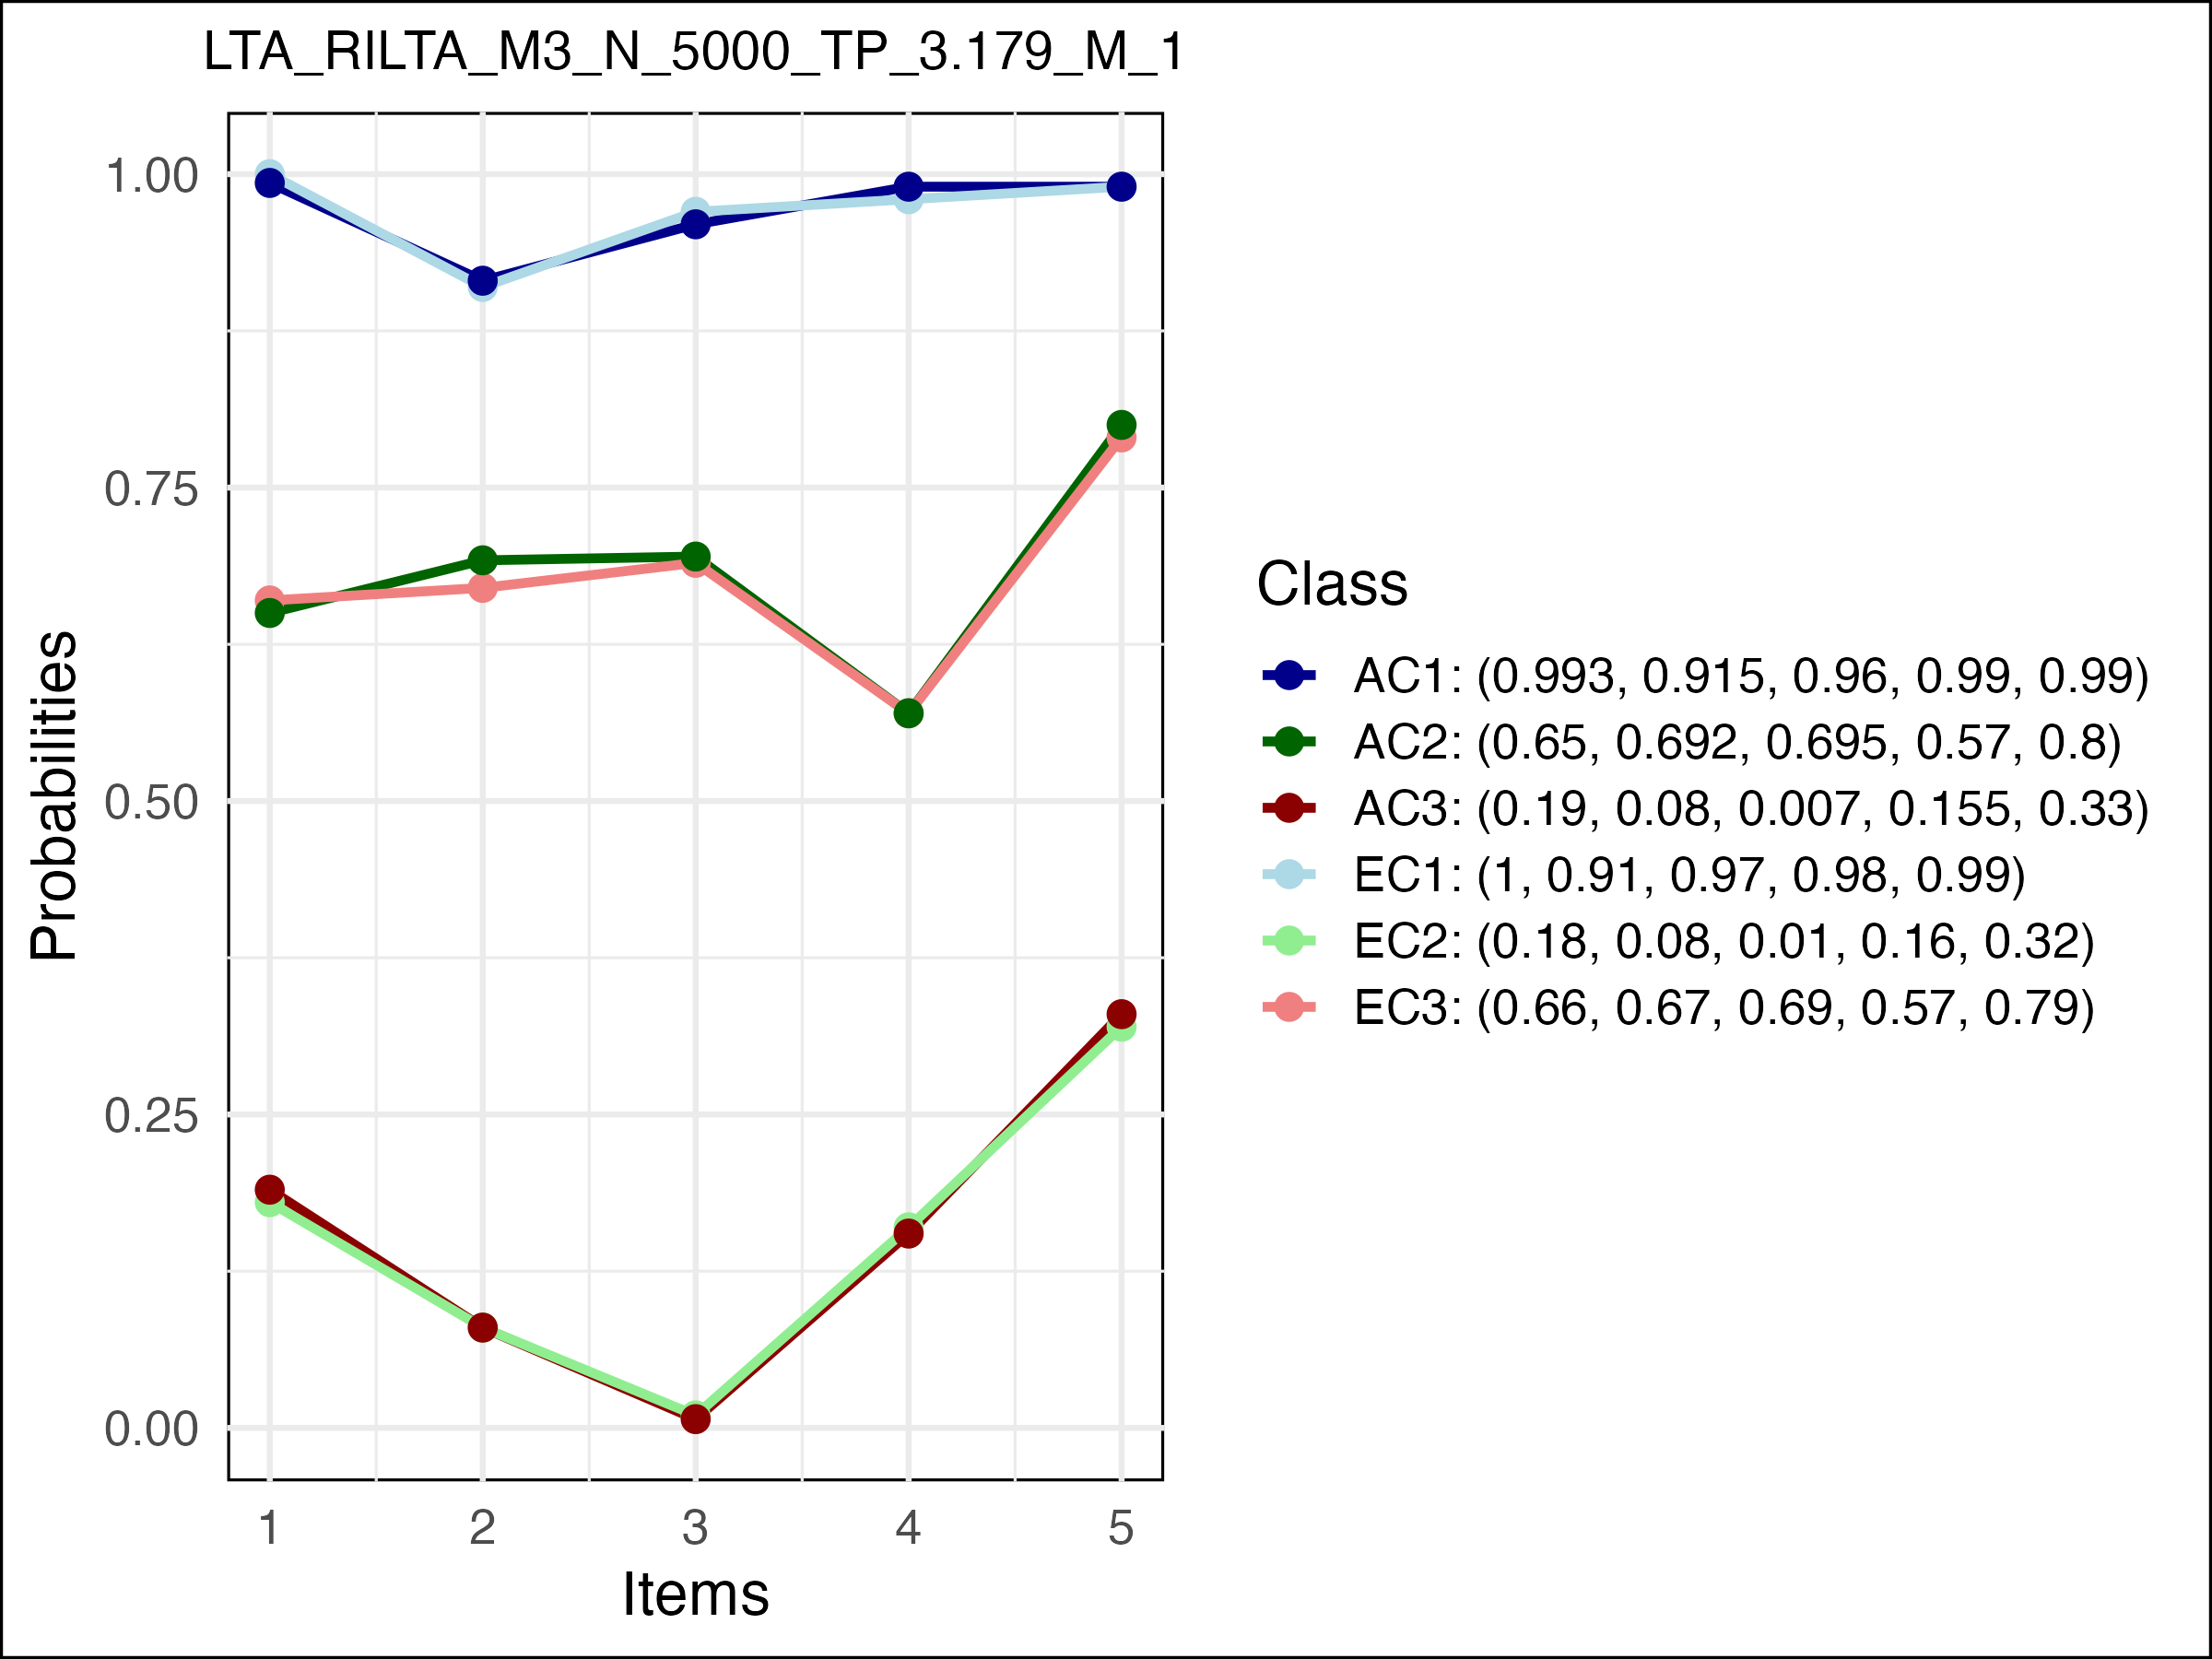 LTA_RILTA_M3_N_5000_TP_3.179_M_1
1.00
0.75
0.50
0.25
0.00
Probabilities
1 2 3 4 5
Items
Class
AC1: (0.993, 0.915, 0.96, 0.99, 0.99)
AC2: (0.65, 0.692, 0.695, 0.57, 0.8)
AC3: (0.19, 0.08, 0.007, 0.155, 0.33)
EC1: (1, 0.91, 0.97, 0.98, 0.99)
EC2: (0.18, 0.08, 0.01, 0.16, 0.32)
EC3: (0.66, 0.67, 0.69, 0.57, 0.79)